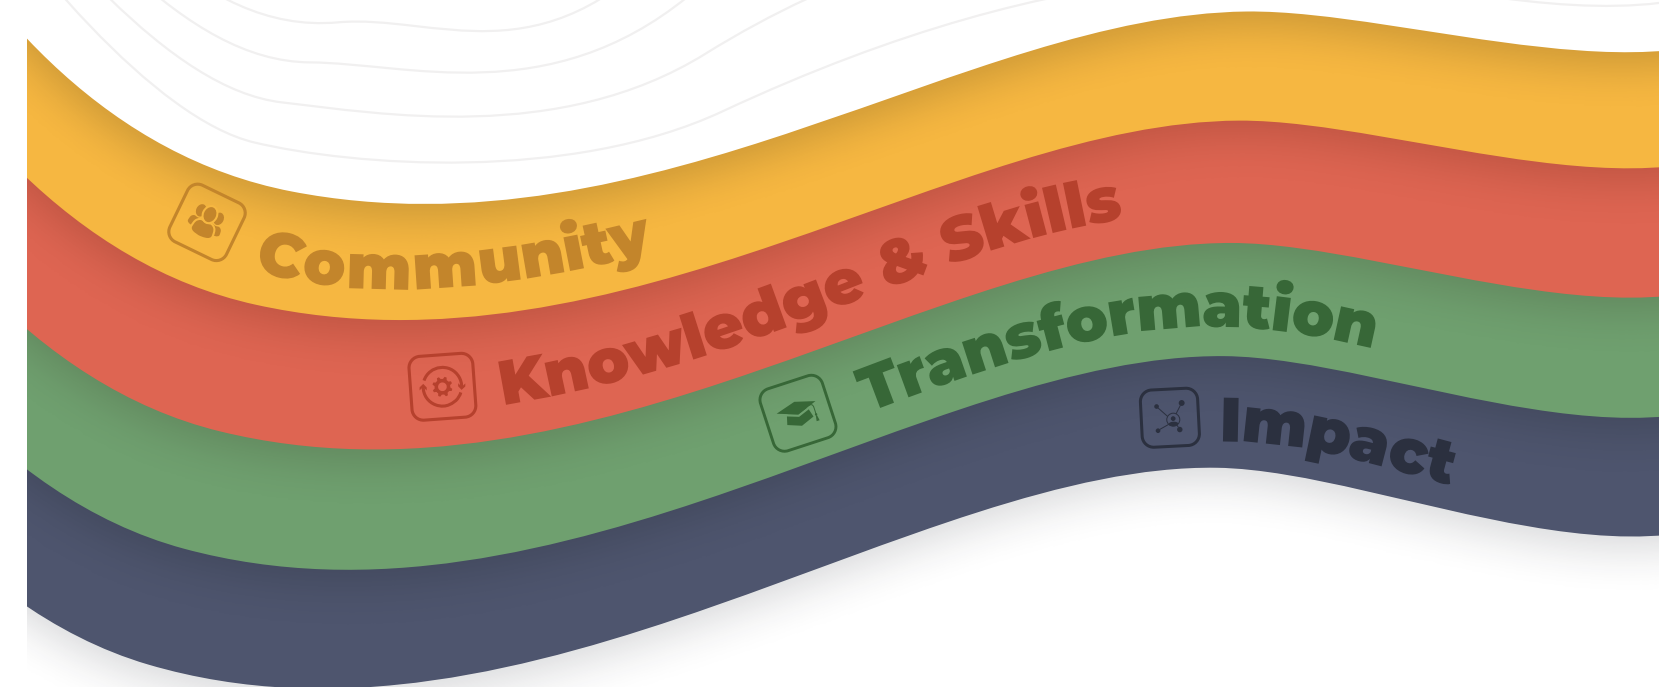 Community
Knowledge & Skills
Transformation
Impact